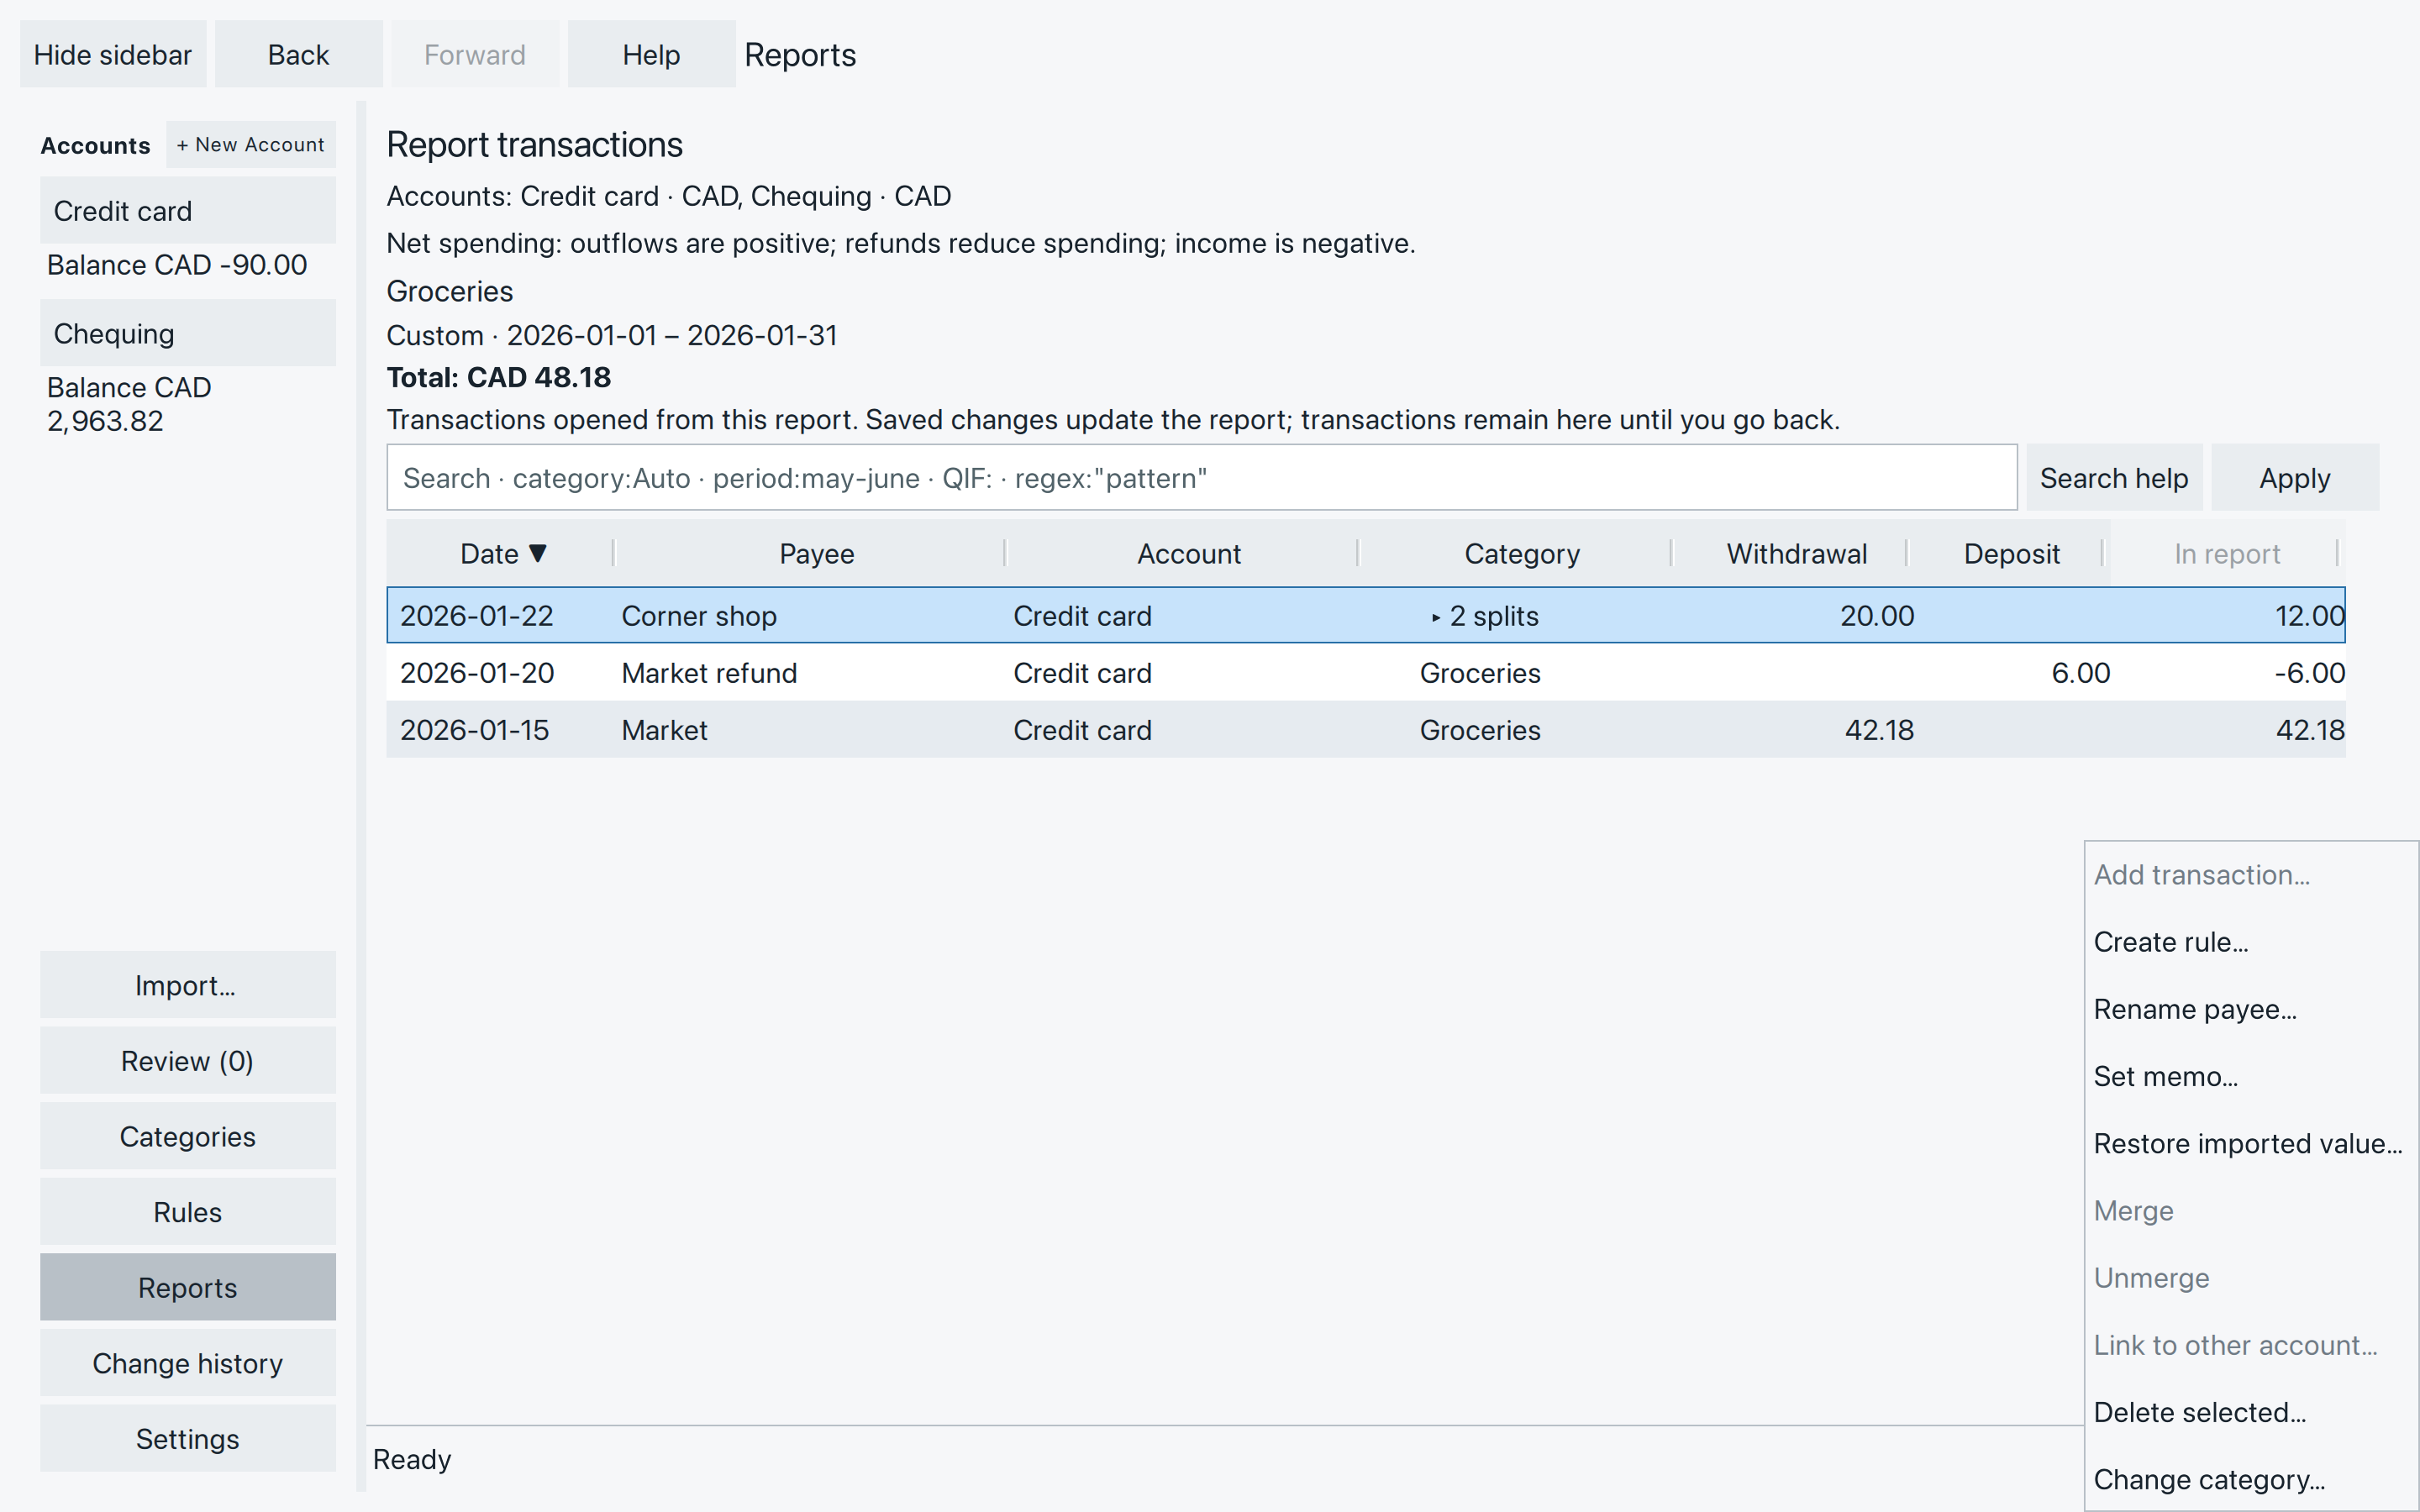 Hide sidebar Back Forward Help Reports
Accounts + New Account
Credit card
Balance CAD -90.00
Chequing
Balance CAD
2,963.82
Import…
Review (0)
Categories
Rules
Reports
Change history
Settings
Report transactions
Accounts: Credit card · CAD, Chequing · CAD
Net spending: outflows are positive; refunds reduce spending; income is negative.
Groceries
Custom · 2026-01-01 – 2026-01-31
Total: CAD 48.18
Transactions opened from this report. Saved changes update the report; transactions remain here until you go back.
Search · category:Auto · period:may-june · QIF: · regex:"pattern" Search help Apply
Date ▼ Payee Account Category Withdrawal Deposit In report
2026-01-22 Corner shop Credit card ▸ 2 splits 20.00 12.00
2026-01-20 Market refund Credit card Groceries 6.00 -6.00
2026-01-15 Market Credit card Groceries 42.18 42.18
Add transaction…
Create rule…
Rename payee…
Set memo…
Restore imported value…
Merge
Unmerge
Link to other account…
Delete selected…
Change category…
Ready